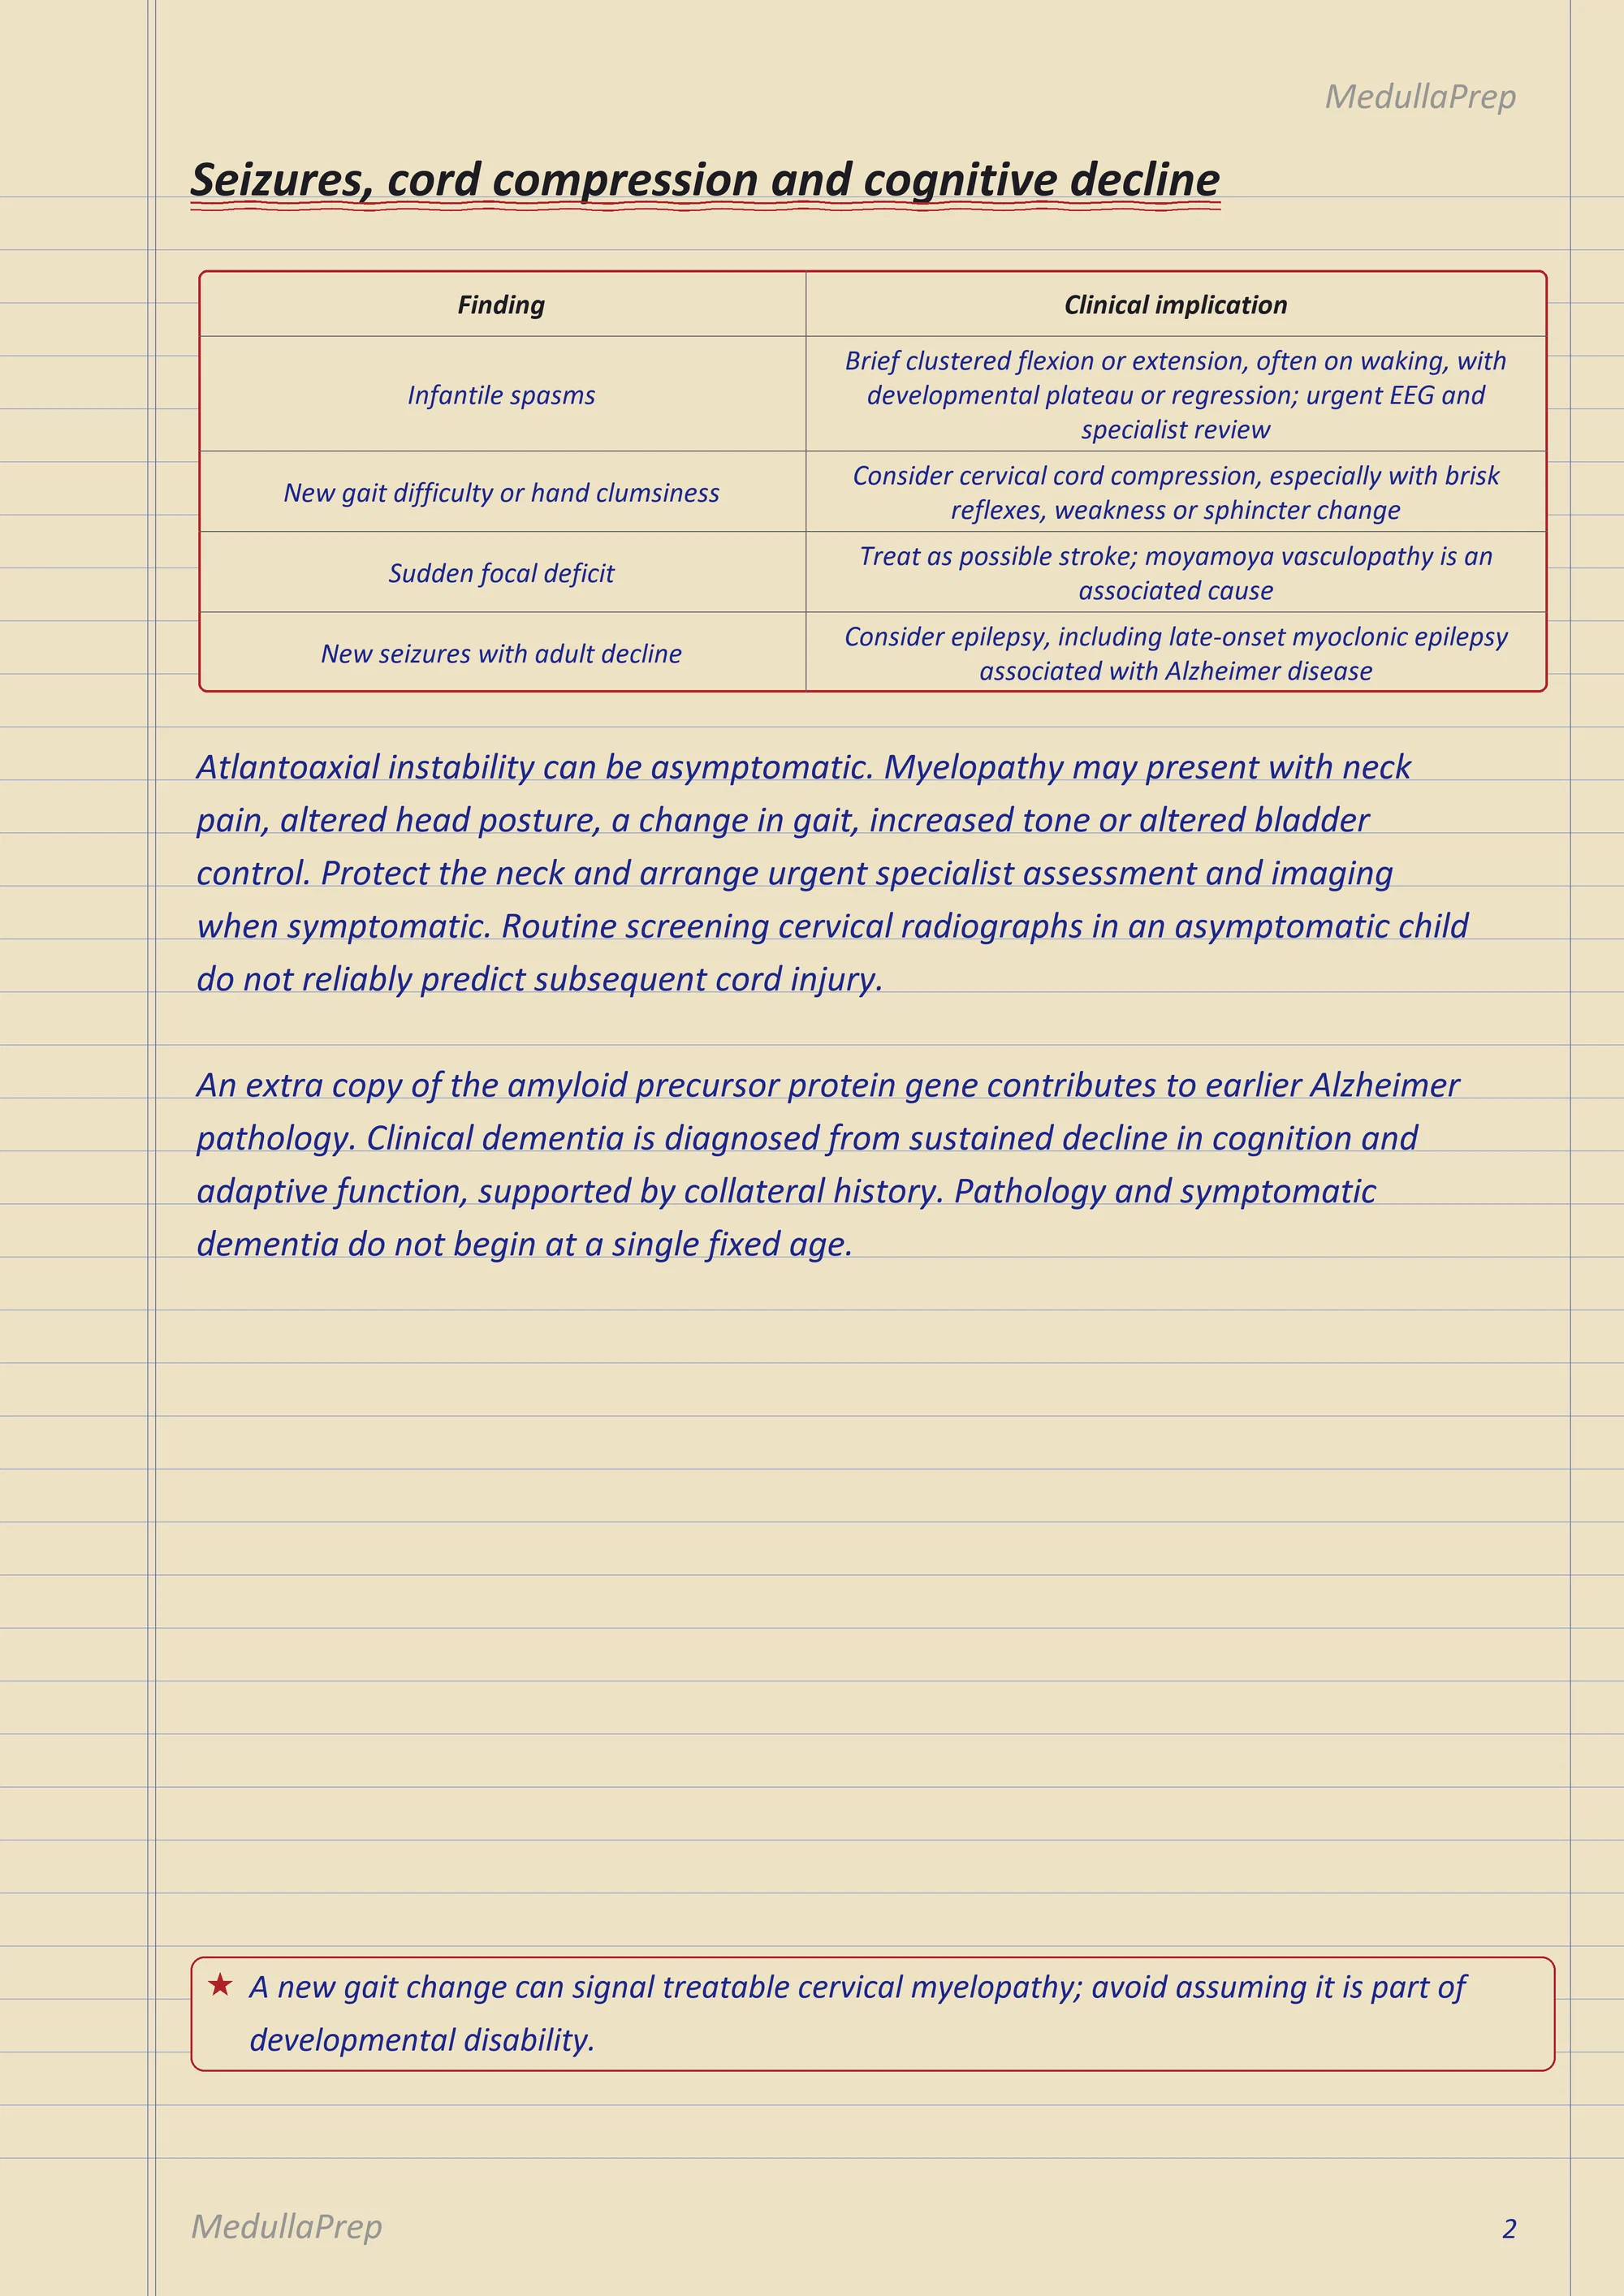 MedullaPrep
Seizures, cord compression and cognitive decline
Finding
Clinical implication
Infantile spasms
Brief clustered flexion or extension, often on waking, with
developmental plateau or regression; urgent EEG and
specialist review
New gait difficulty or hand clumsiness
Consider cervical cord compression, especially with brisk
reflexes, weakness or sphincter change
Sudden focal deficit
Treat as possible stroke; moyamoya vasculopathy is an
associated cause
New seizures with adult decline
Consider epilepsy, including late-onset myoclonic epilepsy
associated with Alzheimer disease
Atlantoaxial instability can be asymptomatic. Myelopathy may present with neck
pain, altered head posture, a change in gait, increased tone or altered bladder
control. Protect the neck and arrange urgent specialist assessment and imaging
when symptomatic. Routine screening cervical radiographs in an asymptomatic child
do not reliably predict subsequent cord injury.
An extra copy of the amyloid precursor protein gene contributes to earlier Alzheimer
pathology. Clinical dementia is diagnosed from sustained decline in cognition and
adaptive function, supported by collateral history. Pathology and symptomatic
dementia do not begin at a single fixed age.
★ A new gait change can signal treatable cervical myelopathy; avoid assuming it is part of
developmental disability.
MedullaPrep
2